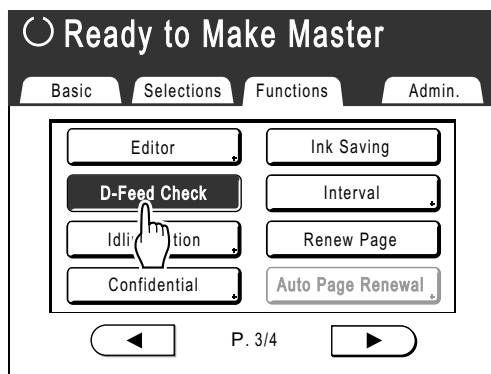 Ready to Make Master
Basic Selections Functions Admin.
Editor Ink Saving
D-Feed Check Interval
Renew Page
Confidential Auto Page Renewal
P. 3/4